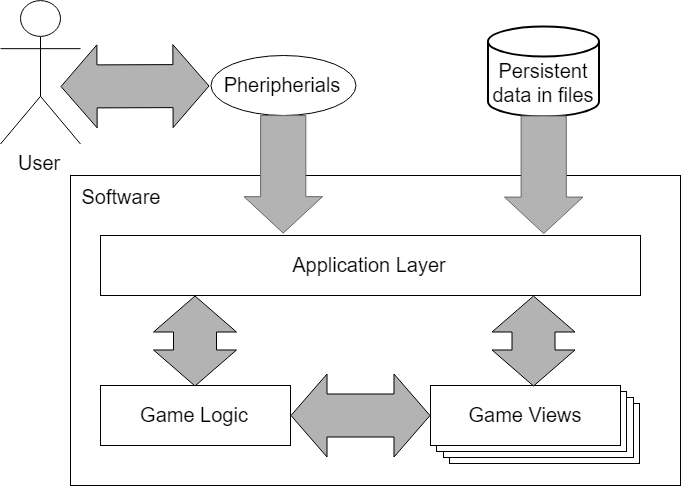 Pheripherials
Persistent
data in files
User
Software
Application Layer
Game Logic
Game Views